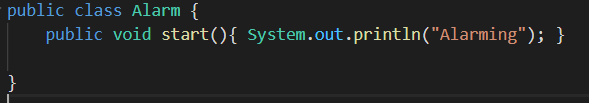 public class Alarm {
    public void start(){ System.out.println("Alarming"); }
}